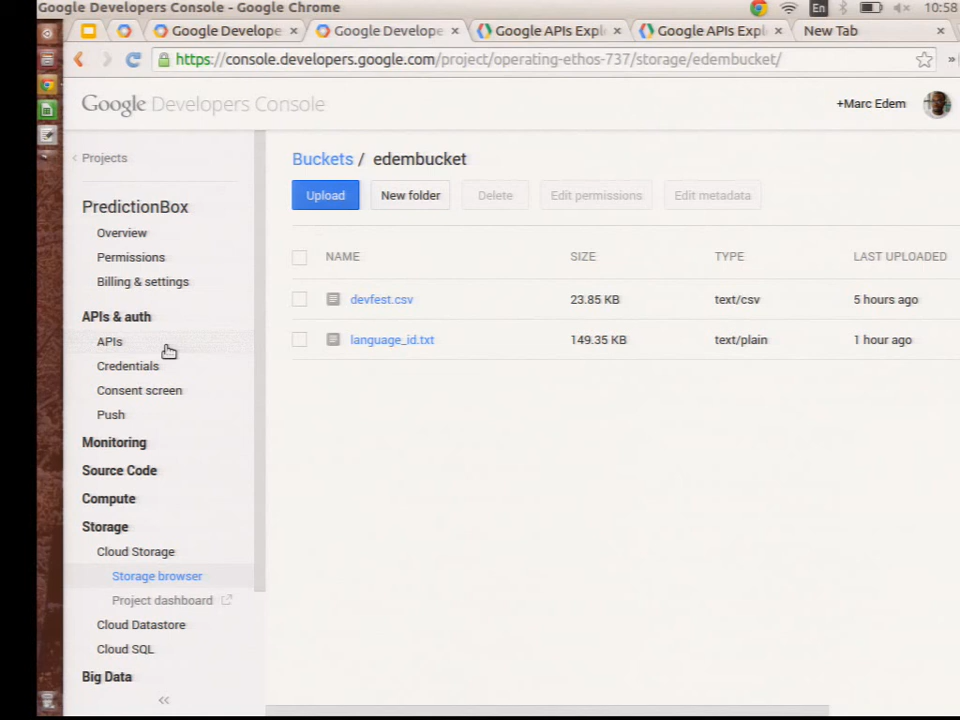 Google Developers Console - Google Chrome
En
10:58
Google Develope ×
Google Develope ×
Google APIs Expl ×
Google APIs Expl ×
New Tab ×
https://console.developers.google.com/project/operating-ethos-737/storage/edembucket/
»
Google Developers Console
+Marc Edem
‹ Projects
Buckets / edembucket
Upload
New folder
Delete
Edit permissions
Edit metadata
PredictionBox
Overview
Permissions
Billing & settings
NAME SIZE TYPE LAST UPLOADED
devfest.csv 23.85 KB text/csv 5 hours ago
language_id.txt 149.35 KB text/plain 1 hour ago
APIs & auth
APIs
Credentials
Consent screen
Push
Monitoring
Source Code
Compute
Storage
Cloud Storage
Storage browser
Project dashboard
Cloud Datastore
Cloud SQL
Big Data
«